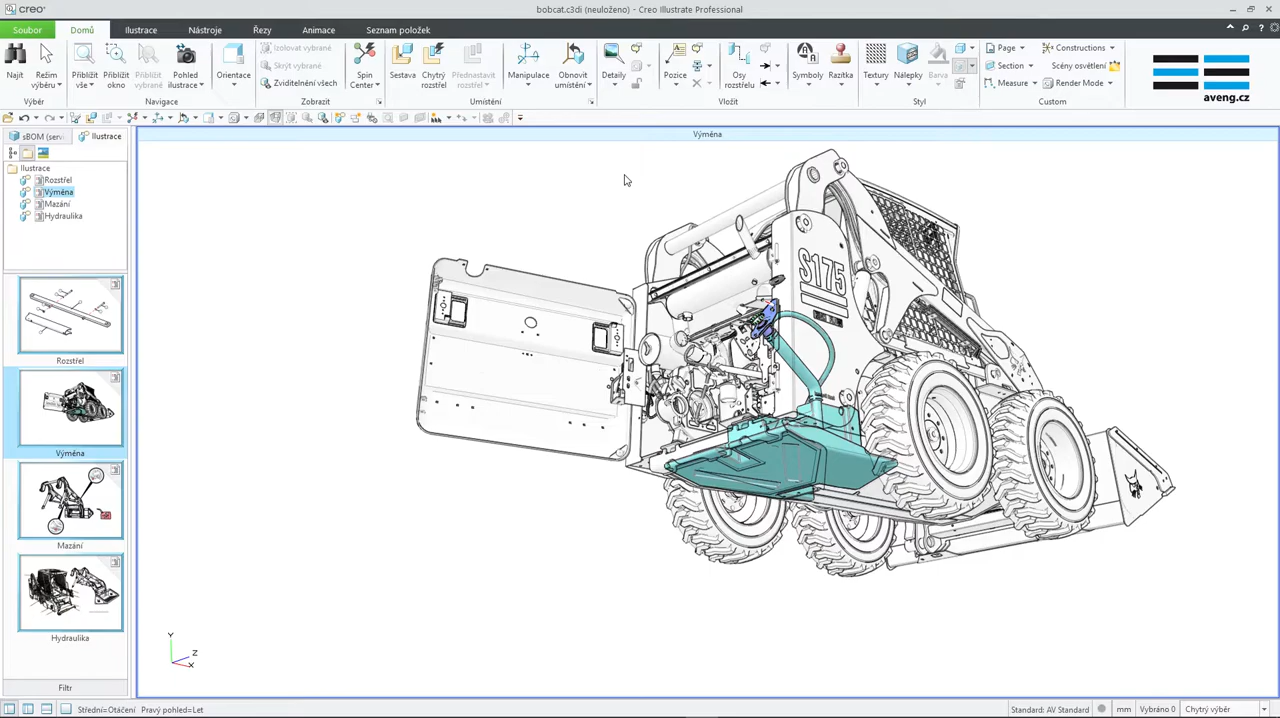 creo
bobcat.c3di (neuloženo) - Creo Illustrate Professional
Soubor
Domů
Ilustrace
Nástroje
Řezy
Animace
Seznam položek
Najít
Režim výběru
Výběr
Přiblížit vše
Přiblížit okno
Přiblížit vybrané
Pohled ilustrace
Navigace
Orientace
Izolovat vybrané
Skrýt vybrané
Zviditelnění všech
Zobrazit
Spin Center
Sestava
Chytrý rozstřel
Přednastavit rozstřel
Umístění
Manipulace
Obnovit umístění
Detaily
Pozice
Osy rozstřelu
Vložit
Symboly
Razítka
Textury
Nálepky
Barva
Styl
Page
Section
Measure
Constructions
Scény osvětlení
Render Mode
Custom
aveng.cz
sBOM (serv
Ilustrace
Výměna
Ilustrace
Rozstřel
Výměna
Mazání
Hydraulika
Rozstřel
Výměna
Mazání
Hydraulika
Filtr
S175
Y
Z
X
Střední=Otáčení Pravý pohled=Let
Standard: AV Standard
mm
Vybráno 0
Chytrý výběr